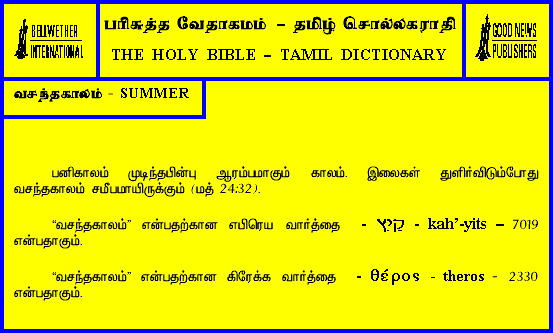 BELLWETHER
INTERNATIONAL
பரிசுத்த வேதாகமம் – தமிழ் சொல்லகராதி
THE HOLY BIBLE – TAMIL DICTIONARY
GOOD NEWS
PUBLISHERS
வசந்தகாலம் - SUMMER
பனிகாலம் முடிந்தபின்பு ஆரம்பமாகும் காலம். இலைகள் துளிர்விடும்போது
வசந்தகாலம் சமீபமாயிருக்கும் (மத் 24:32).
“வசந்தகாலம்” என்பதற்கான எபிரெய வார்த்தை - קַיִץ - kah’-yits – 7019
என்பதாகும்.
“வசந்தகாலம்” என்பதற்கான கிரேக்க வார்த்தை - θέρος - theros - 2330
என்பதாகும்.